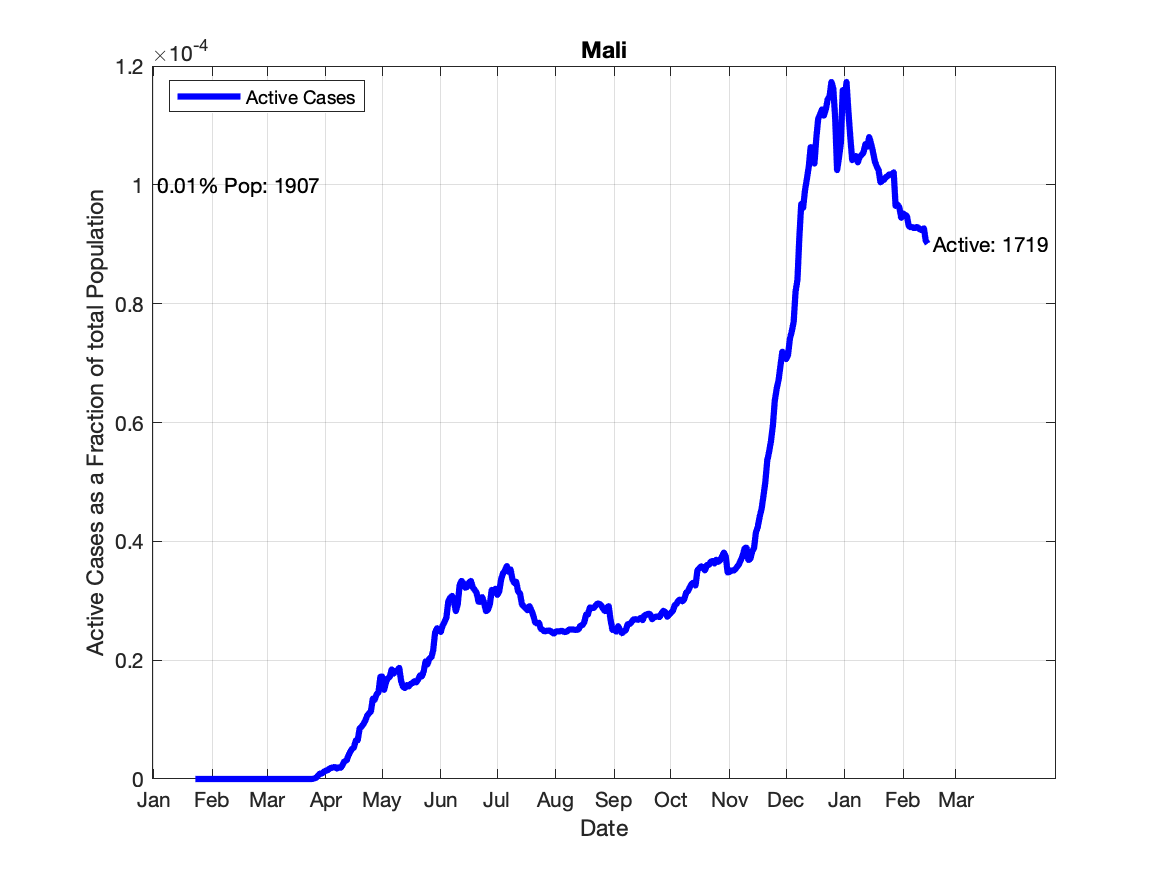 Mali
×10⁻⁴
1.2
1
0.8
0.6
0.4
0.2
0
Active Cases as a Fraction of total Population
Active Cases
0.01% Pop: 1907
Active: 1719
Jan Feb Mar Apr May Jun Jul Aug Sep Oct Nov Dec Jan Feb Mar
Date